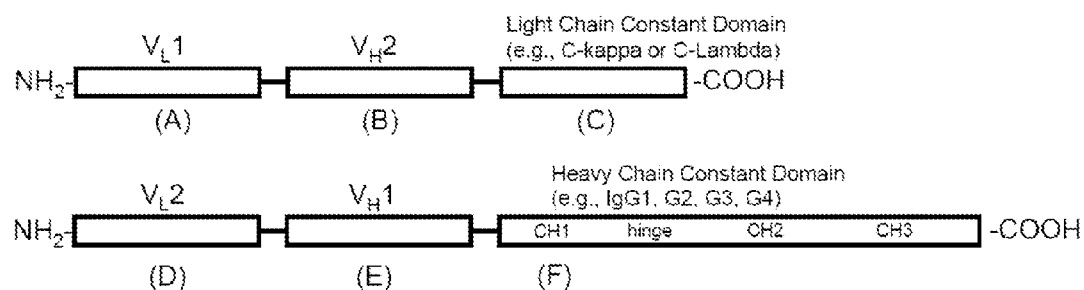 Light Chain Constant Domain
V_L1 V_H2 (e.g., C-kappa or C-Lambda)
NH₂- -COOH
(A) (B) (C)
Heavy Chain Constant Domain
V_L2 V_H1 (e.g., IgG1, G2, G3, G4)
NH₂- CH1 hinge CH2 CH3 -COOH
(D) (E) (F)